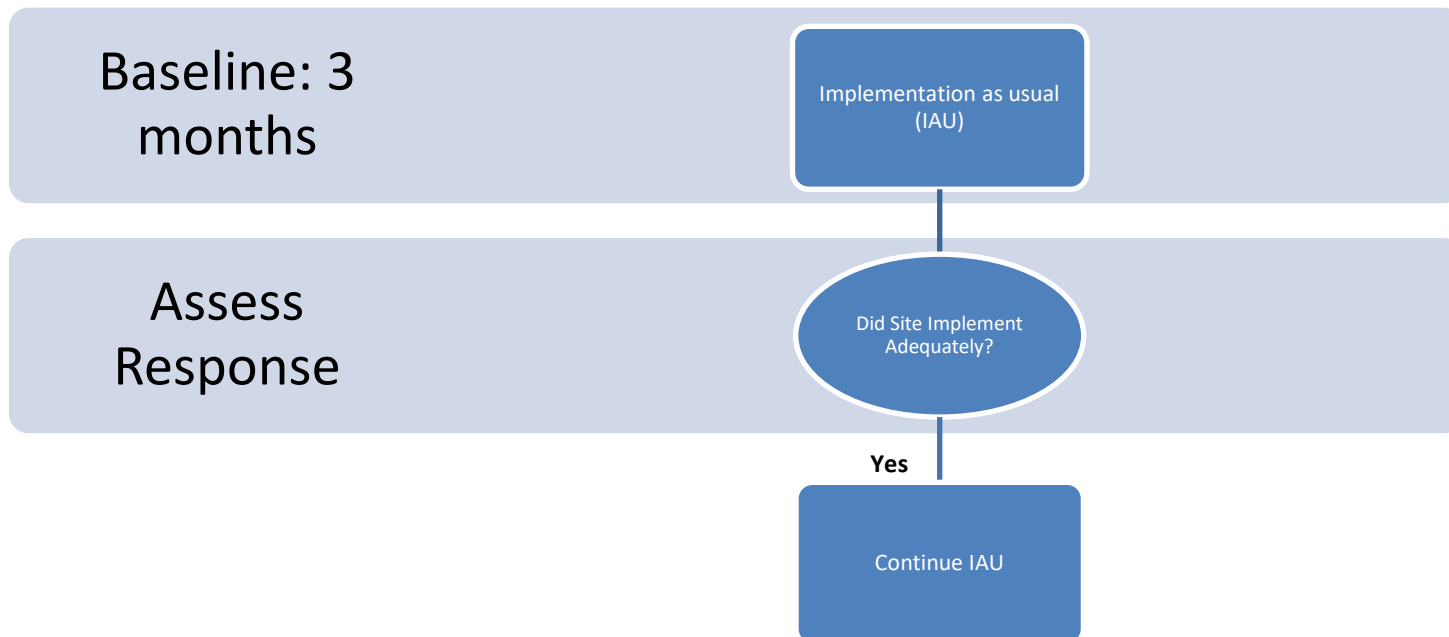 Baseline: 3
months
Implementation as usual
(IAU)
Assess
Response
Did Site Implement
Adequately?
Yes
Continue IAU